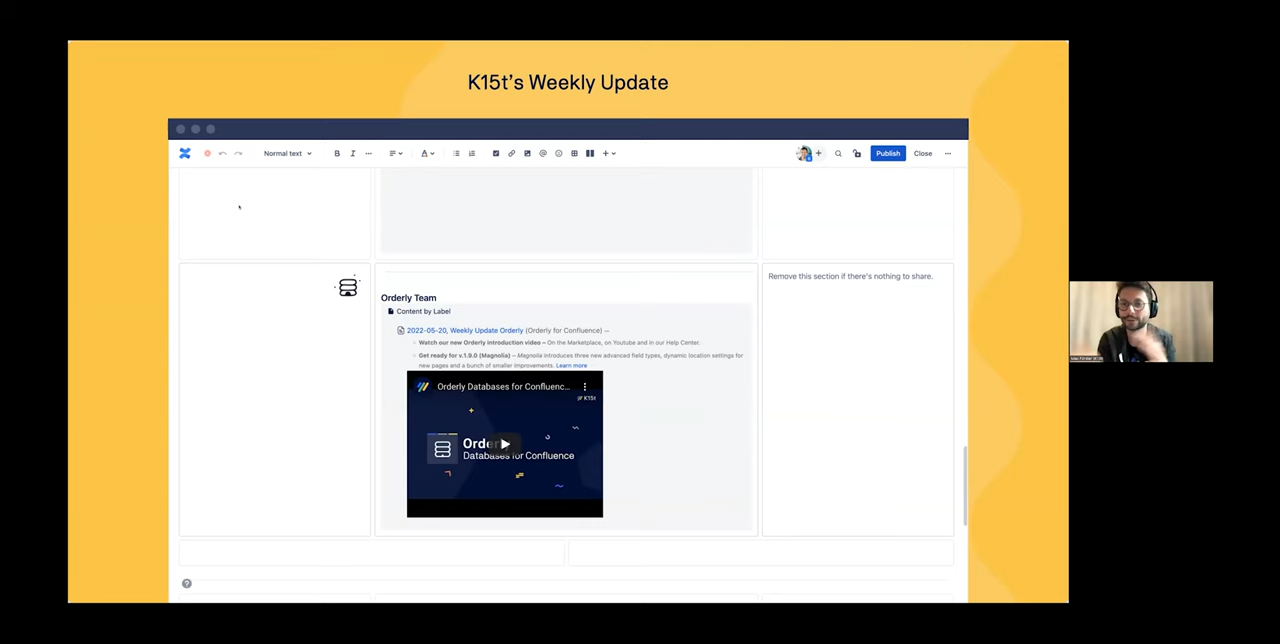 K15t's Weekly Update
Normal text
B I
A
@
Publish Close
Remove this section if there's nothing to share.
Orderly Team
Content by Label
2022-05-20, Weekly Update Orderly (Orderly for Confluence) –
Watch our new Orderly introduction video – On the Marketplace, on Youtube and in our Help Center.
Get ready for v.1.9.0 (Magnolia) – Magnolia introduces three new advanced field types, dynamic location settings for
new pages and a bunch of smaller improvements. Learn more
Orderly Databases for Confluenc...
K15t
Orderly
Databases for Confluence
?